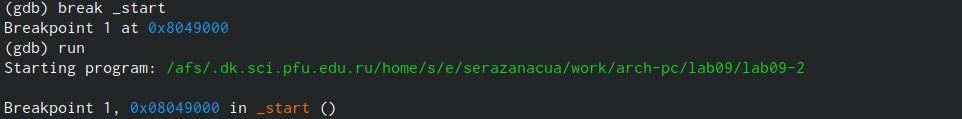 (gdb) break _start
Breakpoint 1 at 0x8049000
(gdb) run
Starting program: /afs/.dk.sci.pfu.edu.ru/home/s/e/serazanacua/work/arch-pc/lab09/lab09-2
Breakpoint 1, 0x08049000 in _start ()